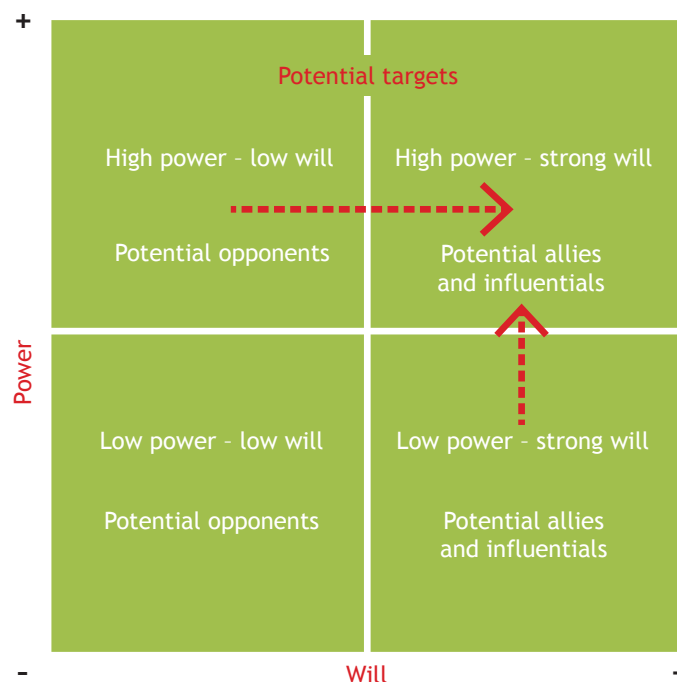 +
Potential targets
High power – low will
High power – strong will
Potential opponents
Potential allies
and influentials
Power
Low power – low will
Low power – strong will
Potential opponents
Potential allies
and influentials
-
Will